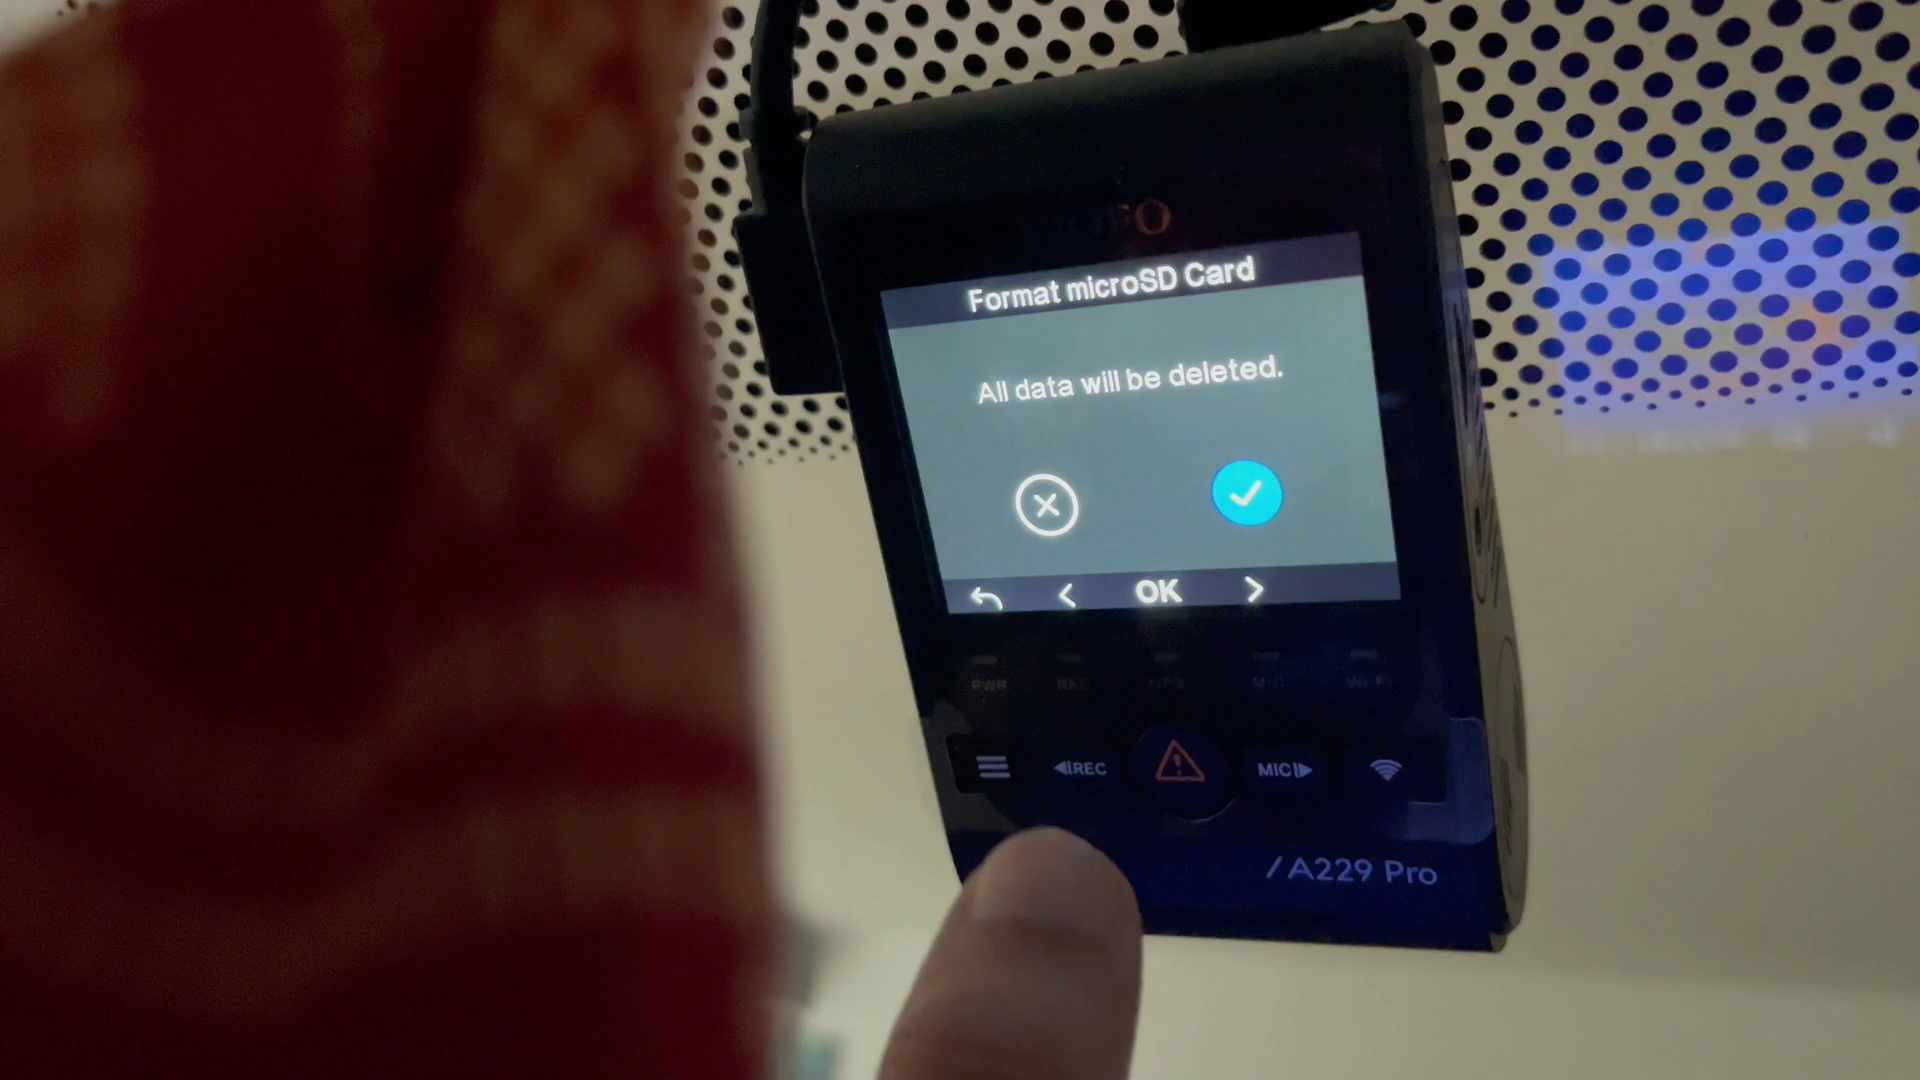 Format microSD Card
All data will be deleted.
OK
PWR REC GPS MIC WI-FI
REC MIC
/A229 Pro